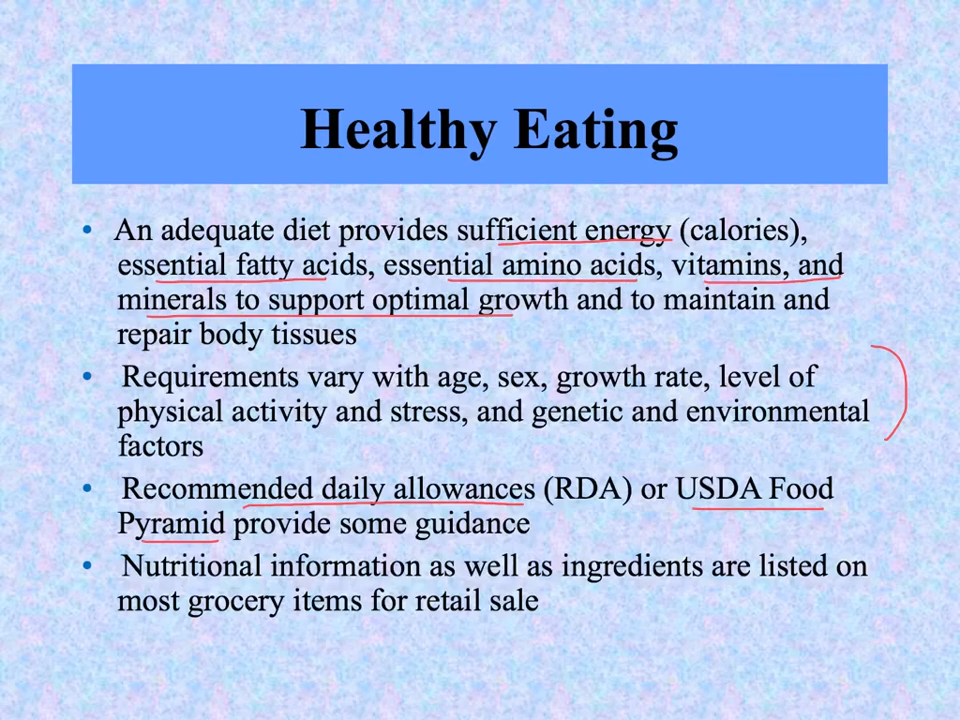 Healthy Eating
• An adequate diet provides sufficient energy (calories),
essential fatty acids, essential amino acids, vitamins, and
minerals to support optimal growth and to maintain and
repair body tissues
• Requirements vary with age, sex, growth rate, level of
physical activity and stress, and genetic and environmental
factors
• Recommended daily allowances (RDA) or USDA Food
Pyramid provide some guidance
• Nutritional information as well as ingredients are listed on
most grocery items for retail sale